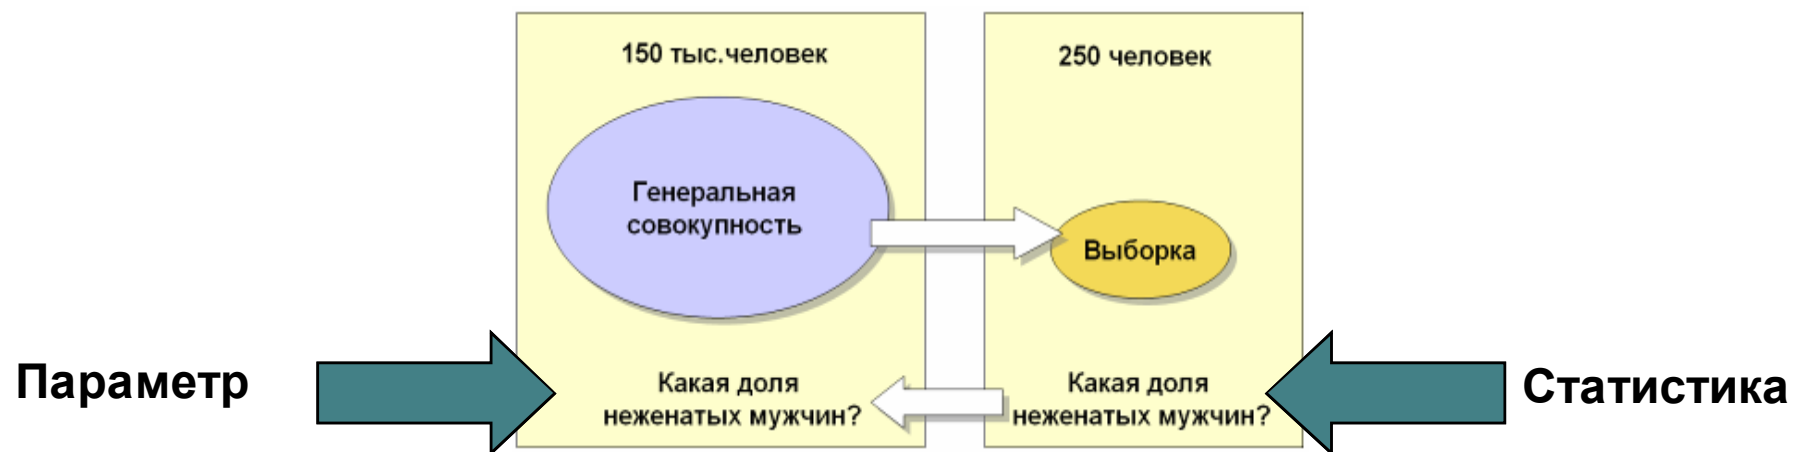 150 тыс.человек
250 человек
Генеральная
совокупность
Выборка
Параметр
Какая доля
неженатых мужчин?
Какая доля
неженатых мужчин?
Статистика